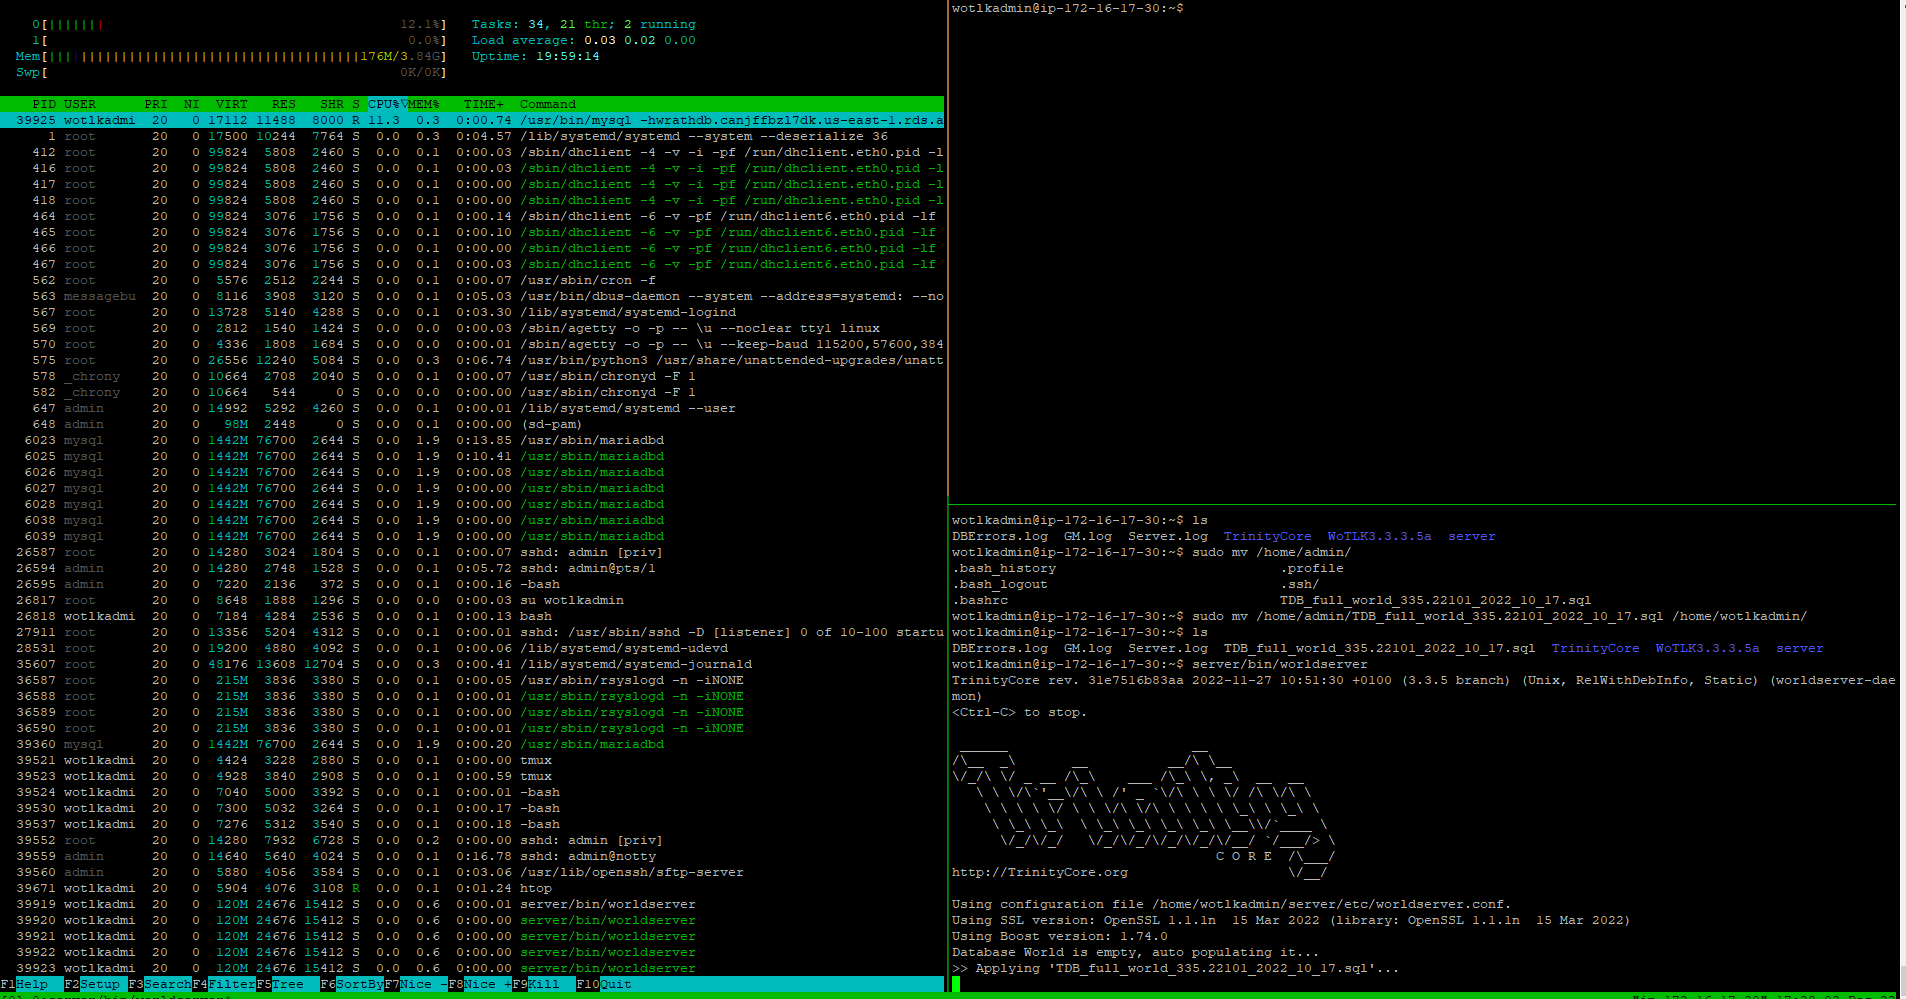 0[|||||||                                     12.1%]   Tasks: 34, 21 thr; 2 running
1[                                             0.0%]   Load average: 0.03 0.02 0.00
Mem[|||||||||||||||||||||||||||||||||||||||176M/3.84G]   Uptime: 19:59:14
Swp[                                            0K/0K]
PID USER PRI NI VIRT RES SHR S CPU%▽MEM% TIME+ Command
39925 wotlkadmi 20 0 17112 11488 8000 R 11.3 0.3 0:00.74 /usr/bin/mysql -hwrathdb.canjffbzl7dk.us-east-1.rds.a
1 root 20 0 17500 10244 7764 S 0.0 0.3 0:04.57 /lib/systemd/systemd --system --deserialize 36
412 root 20 0 99824 5808 2460 S 0.0 0.1 0:00.03 /sbin/dhclient -4 -v -i -pf /run/dhclient.eth0.pid -l
416 root 20 0 99824 5808 2460 S 0.0 0.1 0:00.03 /sbin/dhclient -4 -v -i -pf /run/dhclient.eth0.pid -l
417 root 20 0 99824 5808 2460 S 0.0 0.1 0:00.00 /sbin/dhclient -4 -v -i -pf /run/dhclient.eth0.pid -l
418 root 20 0 99824 5808 2460 S 0.0 0.1 0:00.00 /sbin/dhclient -4 -v -i -pf /run/dhclient.eth0.pid -l
464 root 20 0 99824 3076 1756 S 0.0 0.1 0:00.14 /sbin/dhclient -6 -v -pf /run/dhclient6.eth0.pid -lf
465 root 20 0 99824 3076 1756 S 0.0 0.1 0:00.10 /sbin/dhclient -6 -v -pf /run/dhclient6.eth0.pid -lf
466 root 20 0 99824 3076 1756 S 0.0 0.1 0:00.00 /sbin/dhclient -6 -v -pf /run/dhclient6.eth0.pid -lf
467 root 20 0 99824 3076 1756 S 0.0 0.1 0:00.03 /sbin/dhclient -6 -v -pf /run/dhclient6.eth0.pid -lf
562 root 20 0 5576 2512 2244 S 0.0 0.1 0:00.07 /usr/sbin/cron -f
563 messagebu 20 0 8116 3908 3120 S 0.0 0.1 0:05.03 /usr/bin/dbus-daemon --system --address=systemd: --no
567 root 20 0 13728 5140 4288 S 0.0 0.1 0:03.30 /lib/systemd/systemd-logind
569 root 20 0 2812 1540 1424 S 0.0 0.0 0:00.03 /sbin/agetty -o -p -- \u --noclear tty1 linux
570 root 20 0 4336 1808 1684 S 0.0 0.0 0:00.01 /sbin/agetty -o -p -- \u --keep-baud 115200,57600,384
575 root 20 0 26556 12240 5084 S 0.0 0.3 0:06.74 /usr/bin/python3 /usr/share/unattended-upgrades/unatt
578 _chrony 20 0 10664 2708 2040 S 0.0 0.1 0:00.07 /usr/sbin/chronyd -F 1
582 _chrony 20 0 10664 544 0 S 0.0 0.0 0:00.00 /usr/sbin/chronyd -F 1
647 admin 20 0 14992 5292 4260 S 0.0 0.1 0:00.01 /lib/systemd/systemd --user
648 admin 20 0 98M 2448 0 S 0.0 0.1 0:00.00 (sd-pam)
6023 mysql 20 0 1442M 76700 2644 S 0.0 1.9 0:13.85 /usr/sbin/mariadbd
6025 mysql 20 0 1442M 76700 2644 S 0.0 1.9 0:10.41 /usr/sbin/mariadbd
6026 mysql 20 0 1442M 76700 2644 S 0.0 1.9 0:00.08 /usr/sbin/mariadbd
6027 mysql 20 0 1442M 76700 2644 S 0.0 1.9 0:00.00 /usr/sbin/mariadbd
6028 mysql 20 0 1442M 76700 2644 S 0.0 1.9 0:00.00 /usr/sbin/mariadbd
6038 mysql 20 0 1442M 76700 2644 S 0.0 1.9 0:00.00 /usr/sbin/mariadbd
6039 mysql 20 0 1442M 76700 2644 S 0.0 1.9 0:00.00 /usr/sbin/mariadbd
26587 root 20 0 14280 3024 1804 S 0.0 0.1 0:00.07 sshd: admin [priv]
26594 admin 20 0 14280 2748 1528 S 0.0 0.1 0:05.72 sshd: admin@pts/1
26595 admin 20 0 7220 2136 372 S 0.0 0.1 0:00.16 -bash
26817 root 20 0 8648 1888 1296 S 0.0 0.0 0:00.03 su wotlkadmin
26818 wotlkadmi 20 0 7184 4284 2536 S 0.0 0.1 0:00.13 bash
27911 root 20 0 13356 5204 4312 S 0.0 0.1 0:00.01 sshd: /usr/sbin/sshd -D [listener] 0 of 10-100 startu
28531 root 20 0 19200 4880 4092 S 0.0 0.1 0:00.06 /lib/systemd/systemd-udevd
35607 root 20 0 48176 13608 12704 S 0.0 0.3 0:00.41 /lib/systemd/systemd-journald
36587 root 20 0 215M 3836 3380 S 0.0 0.1 0:00.05 /usr/sbin/rsyslogd -n -iNONE
36588 root 20 0 215M 3836 3380 S 0.0 0.1 0:00.01 /usr/sbin/rsyslogd -n -iNONE
36589 root 20 0 215M 3836 3380 S 0.0 0.1 0:00.00 /usr/sbin/rsyslogd -n -iNONE
36590 root 20 0 215M 3836 3380 S 0.0 0.1 0:00.01 /usr/sbin/rsyslogd -n -iNONE
39360 mysql 20 0 1442M 76700 2644 S 0.0 1.9 0:00.20 /usr/sbin/mariadbd
39521 wotlkadmi 20 0 4424 3228 2880 S 0.0 0.1 0:00.00 tmux
39523 wotlkadmi 20 0 4928 3840 2908 S 0.0 0.1 0:00.59 tmux
39524 wotlkadmi 20 0 7040 5000 3392 S 0.0 0.1 0:00.01 -bash
39530 wotlkadmi 20 0 7300 5032 3264 S 0.0 0.1 0:00.17 -bash
39537 wotlkadmi 20 0 7276 5312 3540 S 0.0 0.1 0:00.18 -bash
39552 root 20 0 14280 7932 6728 S 0.0 0.2 0:00.00 sshd: admin [priv]
39559 admin 20 0 14640 5640 4024 S 0.0 0.1 0:16.78 sshd: admin@notty
39560 admin 20 0 5880 4056 3584 S 0.0 0.1 0:03.06 /usr/lib/openssh/sftp-server
39671 wotlkadmi 20 0 5904 4076 3108 R 0.0 0.1 0:01.24 htop
39919 wotlkadmi 20 0 120M 24676 15412 S 0.0 0.6 0:00.01 server/bin/worldserver
39920 wotlkadmi 20 0 120M 24676 15412 S 0.0 0.6 0:00.00 server/bin/worldserver
39921 wotlkadmi 20 0 120M 24676 15412 S 0.0 0.6 0:00.00 server/bin/worldserver
39922 wotlkadmi 20 0 120M 24676 15412 S 0.0 0.6 0:00.00 server/bin/worldserver
39923 wotlkadmi 20 0 120M 24676 15412 S 0.0 0.6 0:00.00 server/bin/worldserver
F1Help F2Setup F3SearchF4FilterF5Tree F6SortByF7Nice -F8Nice +F9Kill F10Quit
wotlkadmin@ip-172-16-17-30:~$
wotlkadmin@ip-172-16-17-30:~$ ls
DBErrors.log GM.log Server.log TrinityCore WoTLK3.3.3.5a server
wotlkadmin@ip-172-16-17-30:~$ sudo mv /home/admin/
.bash_history .profile
.bash_logout .ssh/
.bashrc TDB_full_world_335.22101_2022_10_17.sql
wotlkadmin@ip-172-16-17-30:~$ sudo mv /home/admin/TDB_full_world_335.22101_2022_10_17.sql /home/wotlkadmin/
wotlkadmin@ip-172-16-17-30:~$ ls
DBErrors.log GM.log Server.log TDB_full_world_335.22101_2022_10_17.sql TrinityCore WoTLK3.3.3.5a server
wotlkadmin@ip-172-16-17-30:~$ server/bin/worldserver
TrinityCore rev. 31e7516b83aa 2022-11-27 10:51:30 +0100 (3.3.5 branch) (Unix, RelWithDebInfo, Static) (worldserver-dae
mon)
<Ctrl-C> to stop.
C O R E
http://TrinityCore.org
Using configuration file /home/wotlkadmin/server/etc/worldserver.conf.
Using SSL version: OpenSSL 1.1.1n 15 Mar 2022 (library: OpenSSL 1.1.1n 15 Mar 2022)
Using Boost version: 1.74.0
Database World is empty, auto populating it...
>> Applying 'TDB_full_world_335.22101_2022_10_17.sql'...